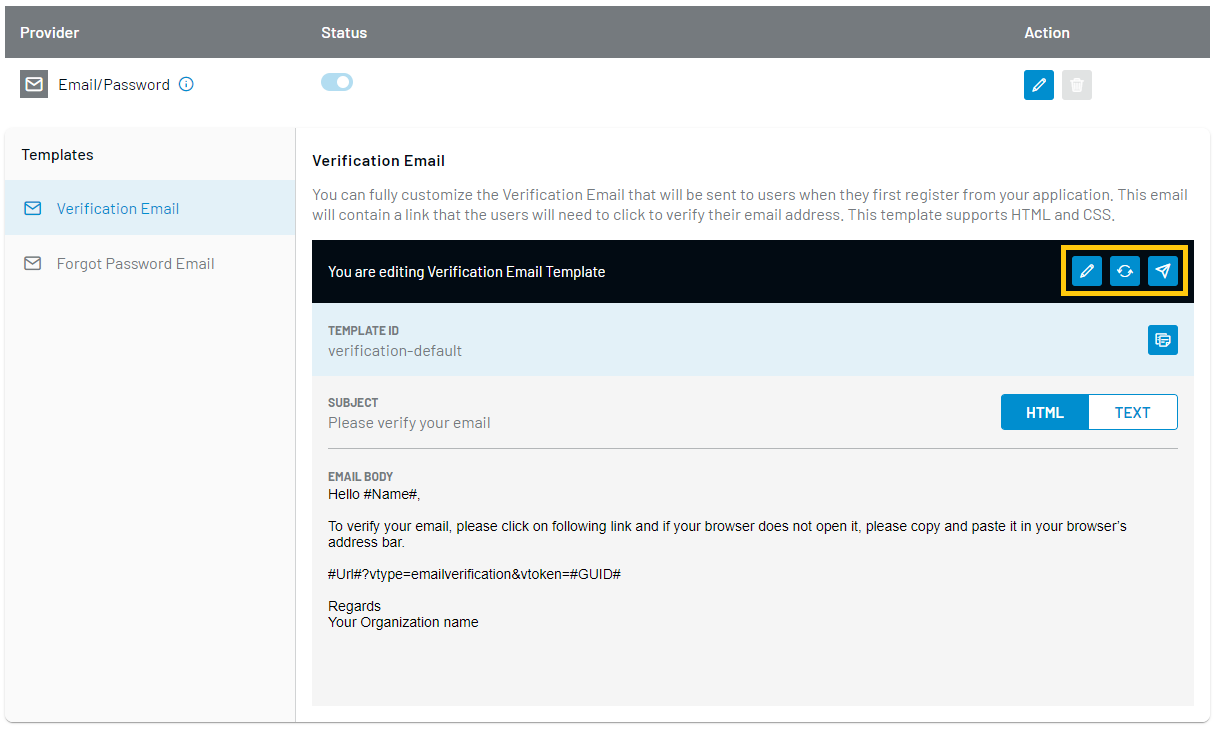 Provider Status Action
Email/Password
Templates
Verification Email
Forgot Password Email
Verification Email
You can fully customize the Verification Email that will be sent to users when they first register from your application. This email
will contain a link that the users will need to click to verify their email address. This template supports HTML and CSS.
You are editing Verification Email Template
TEMPLATE ID
verification-default
SUBJECT
Please verify your email
HTML TEXT
EMAIL BODY
Hello #Name#,
To verify your email, please click on following link and if your browser does not open it, please copy and paste it in your browser’s
address bar.
#Url#?vtype=emailverification&vtoken=#GUID#
Regards
Your Organization name